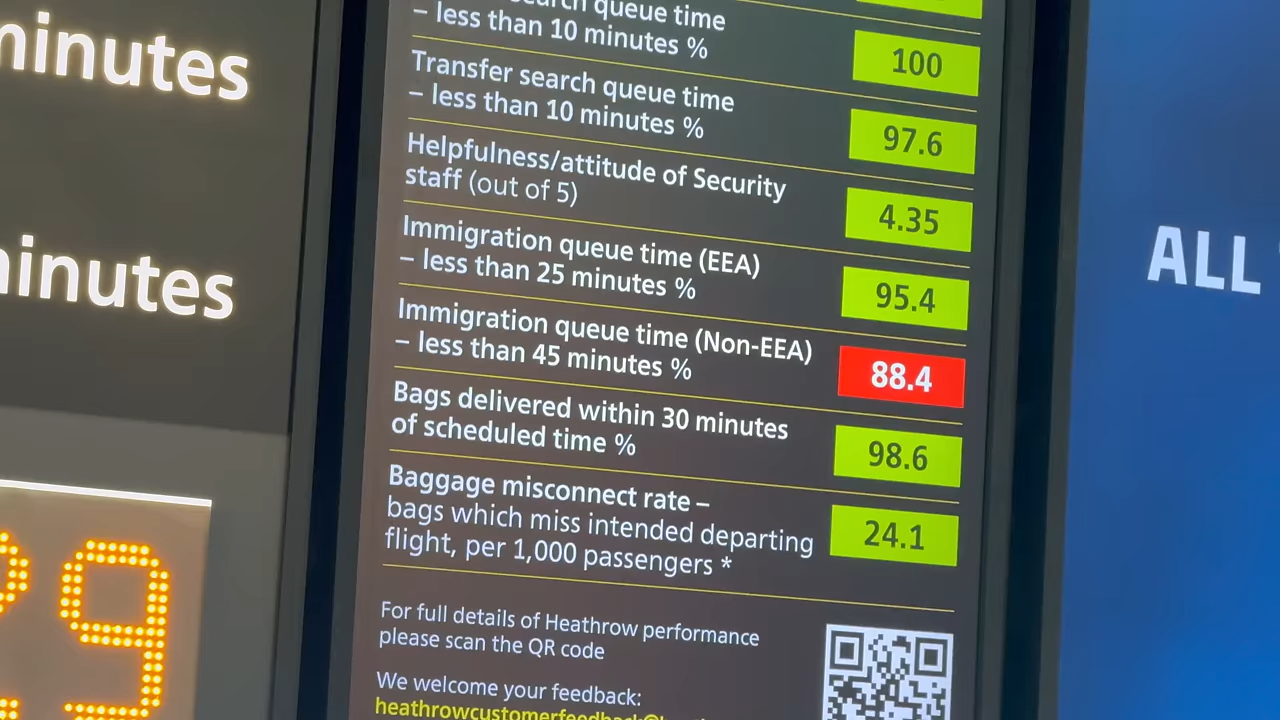 minutes
minutes
29
queue time
– less than 10 minutes %
100
Transfer search queue time
– less than 10 minutes %
97.6
Helpfulness/attitude of Security
staff (out of 5)
4.35
Immigration queue time (EEA)
– less than 25 minutes %
95.4
Immigration queue time (Non-EEA)
– less than 45 minutes %
88.4
Bags delivered within 30 minutes
of scheduled time %
98.6
Baggage misconnect rate –
bags which miss intended departing
flight, per 1,000 passengers *
24.1
For full details of Heathrow performance
please scan the QR code
We welcome your feedback:
ALL